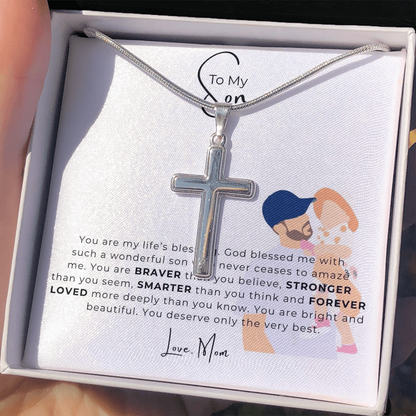 To My
Son
You are my life's blessing. God blessed me with
such a wonderful son who never ceases to amaze
me. You are BRAVER than you believe, STRONGER
than you seem, SMARTER than you think and FOREVER
LOVED more deeply than you know. You are bright and
beautiful. You deserve only the very best.
Love, Mom